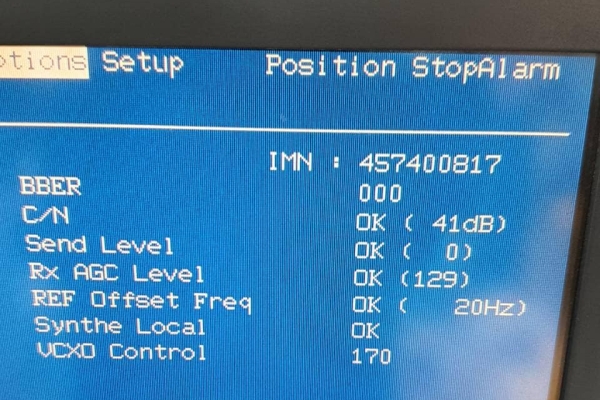 otions Setup Position StopAlarm
IMN : 457400817
BBER 000
C/N OK ( 41dB)
Send Level OK ( 0)
Rx AGC Level OK (129)
REF Offset Freq OK ( 20Hz)
Synthe Local OK
VCXO Control 170